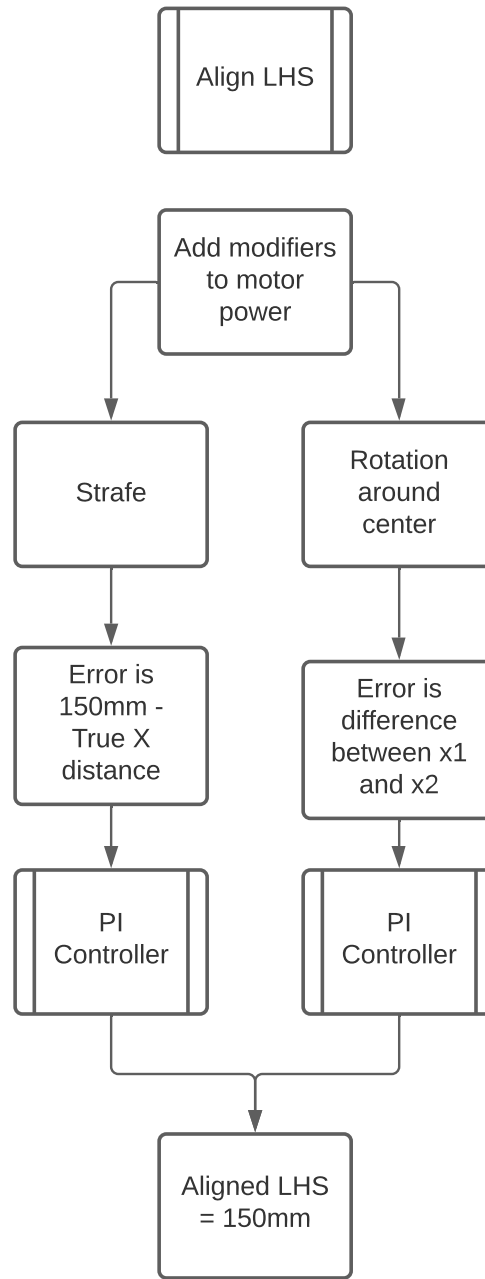 Align LHS
Add modifiers
to motor
power
Strafe
Rotation
around
center
Error is
150mm -
True X
distance
Error is
difference
between x1
and x2
PI
Controller
PI
Controller
Aligned LHS
= 150mm